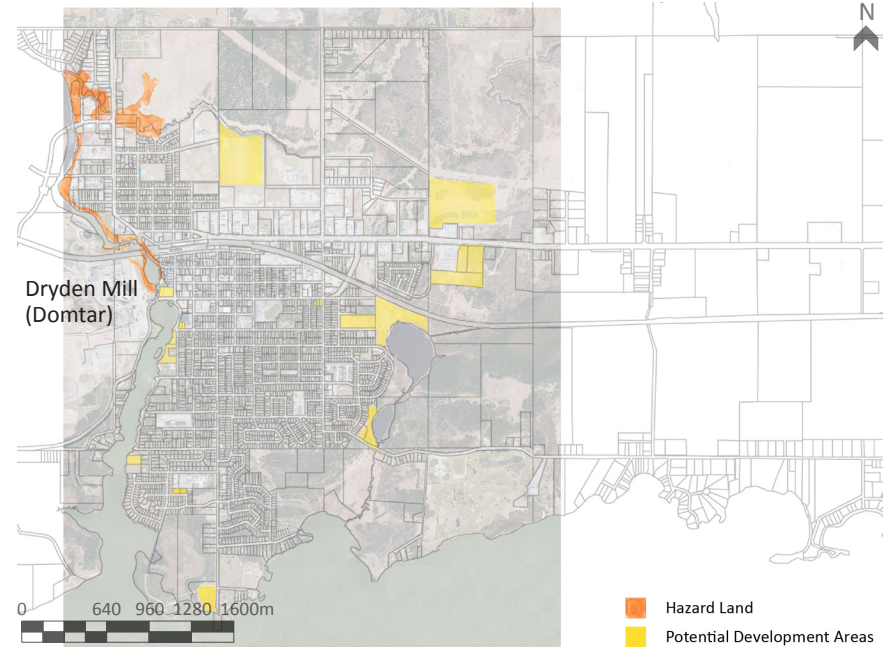 N
Dryden Mill
(Domtar)
0 640 960 1280 1600m
Hazard Land
Potential Development Areas